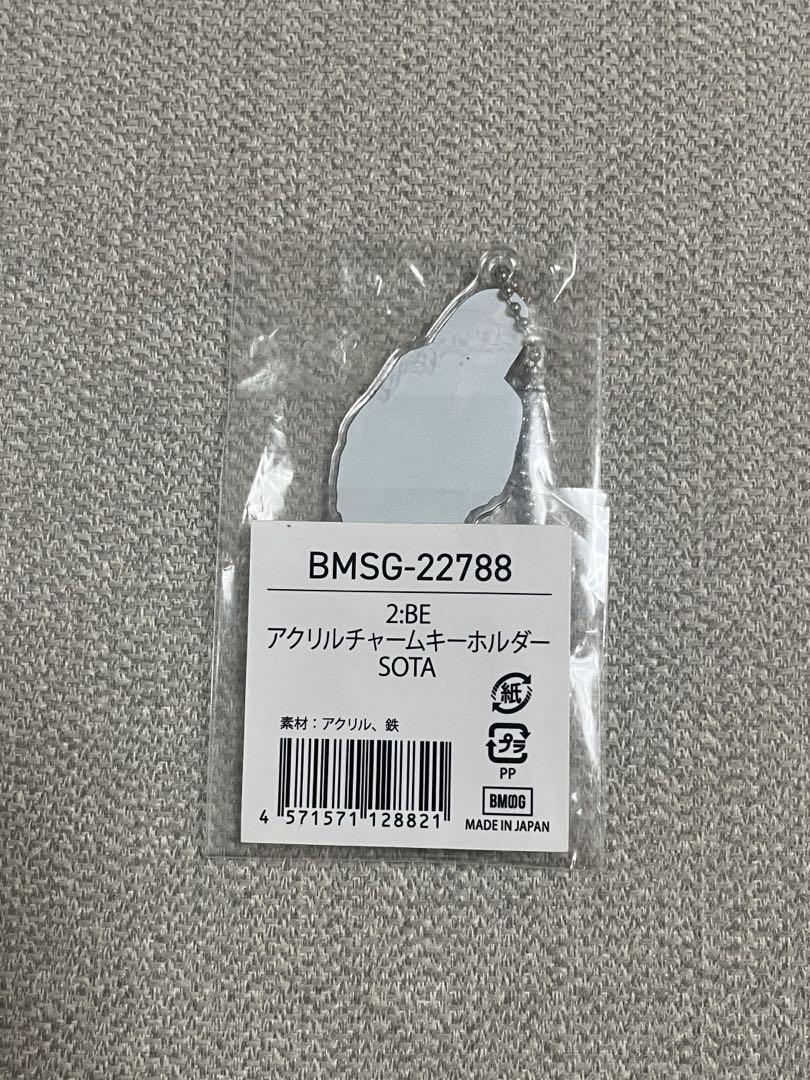 BMSG-22788
2:BE
アクリルチャームキーホルダー
SOTA
紙
素材：アクリル、鉄
プラ
PP
BMSG
4 571571 128821
MADE IN JAPAN